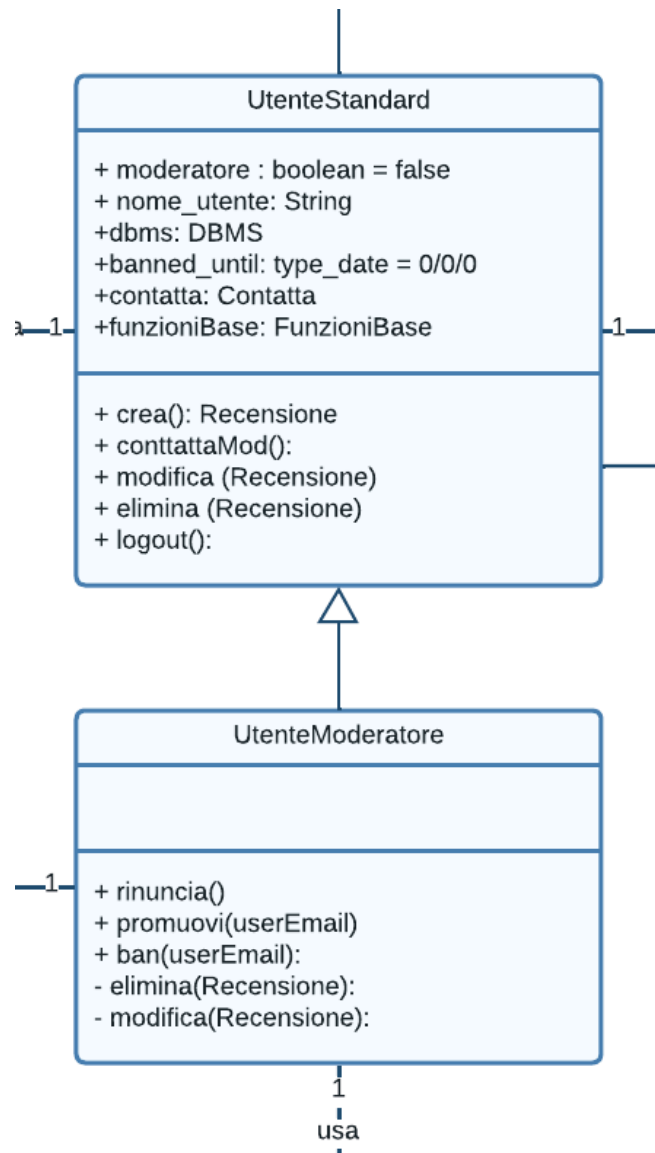 UtenteStandard
+ moderatore : boolean = false
+ nome_utente: String
+dbms: DBMS
+banned_until: type_date = 0/0/0
+contatta: Contatta
+funzioniBase: FunzioniBase
a 1
1
+ crea(): Recensione
+ conttattaMod():
+ modifica (Recensione)
+ elimina (Recensione)
+ logout():
UtenteModeratore
1
+ rinuncia()
+ promuovi(userEmail)
+ ban(userEmail):
- elimina(Recensione):
- modifica(Recensione):
1
usa